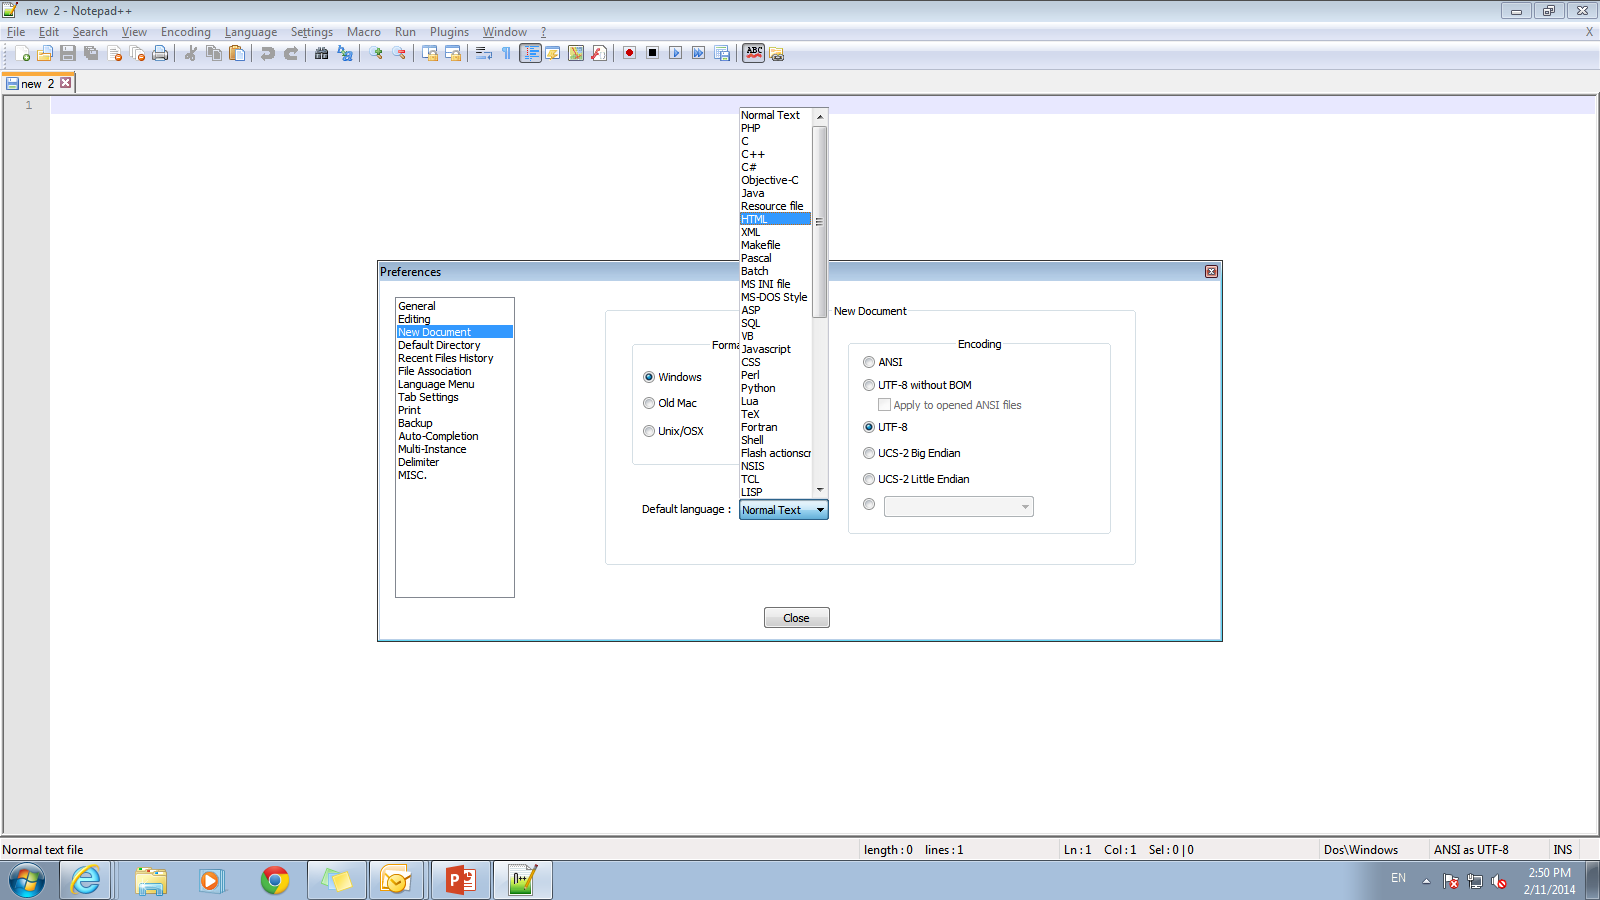 new 2 - Notepad++
File Edit Search View Encoding Language Settings Macro Run Plugins Window ? X
ABC
new 2
1
Normal Text
PHP
C
C++
C#
Objective-C
Java
Resource file
HTML
XML
Makefile
Pascal
Batch
MS INI file
MS-DOS Style
ASP
SQL
VB
Javascript
CSS
Perl
Python
Lua
TeX
Fortran
Shell
Flash actionscr
NSIS
TCL
LISP
Preferences
General
Editing
New Document
Default Directory
Recent Files History
File Association
Language Menu
Tab Settings
Print
Backup
Auto-Completion
Multi-Instance
Delimiter
MISC.
New Document
Forma
Windows
Old Mac
Unix/OSX
Default language : Normal Text
Encoding
ANSI
UTF-8 without BOM
Apply to opened ANSI files
UTF-8
UCS-2 Big Endian
UCS-2 Little Endian
Close
Normal text file length : 0 lines : 1 Ln : 1 Col : 1 Sel : 0 | 0 Dos\Windows ANSI as UTF-8 INS
EN
2:50 PM
2/11/2014